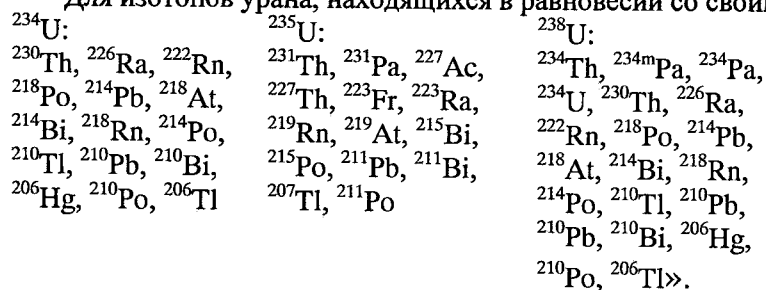 Для изотопов урана, находящихся в равновесии со свои
²³⁴U:
²³⁰Th, ²²⁶Ra, ²²²Rn,
²¹⁸Po, ²¹⁴Pb, ²¹⁸At,
²¹⁴Bi, ²¹⁸Rn, ²¹⁴Po,
²¹⁰Tl, ²¹⁰Pb, ²¹⁰Bi,
²⁰⁶Hg, ²¹⁰Po, ²⁰⁶Tl
²³⁵U:
²³¹Th, ²³¹Pa, ²²⁷Ac,
²²⁷Th, ²²³Fr, ²²³Ra,
²¹⁹Rn, ²¹⁹At, ²¹⁵Bi,
²¹⁵Po, ²¹¹Pb, ²¹¹Bi,
²⁰⁷Tl, ²¹¹Po
²³⁸U:
²³⁴Th, ²³⁴ᵐPa, ²³⁴Pa,
²³⁴U, ²³⁰Th, ²²⁶Ra,
²²²Rn, ²¹⁸Po, ²¹⁴Pb,
²¹⁸At, ²¹⁴Bi, ²¹⁸Rn,
²¹⁴Po, ²¹⁰Tl, ²¹⁰Pb,
²¹⁰Pb, ²¹⁰Bi, ²⁰⁶Hg,
²¹⁰Po, ²⁰⁶Tl».